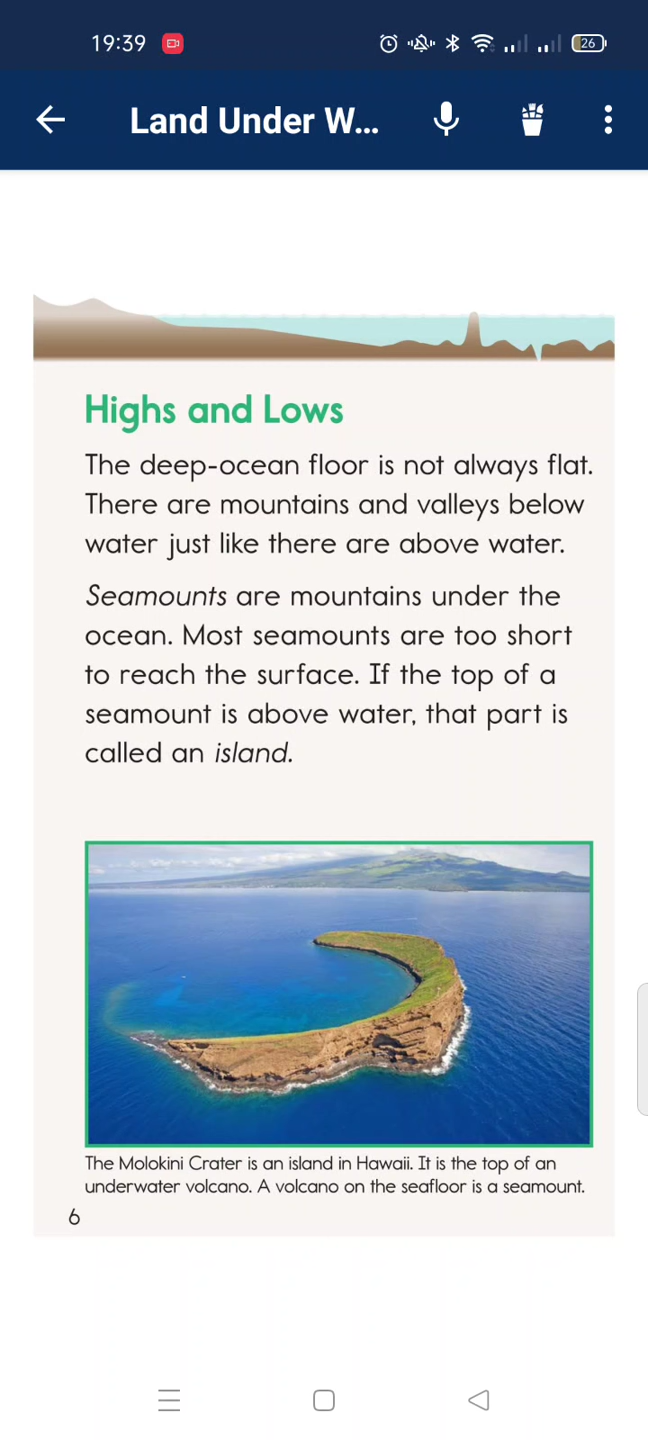 19:39
26
Land Under W...
Highs and Lows
The deep-ocean floor is not always flat.
There are mountains and valleys below
water just like there are above water.
Seamounts are mountains under the
ocean. Most seamounts are too short
to reach the surface. If the top of a
seamount is above water, that part is
called an island.
The Molokini Crater is an island in Hawaii. It is the top of an
underwater volcano. A volcano on the seafloor is a seamount.
6